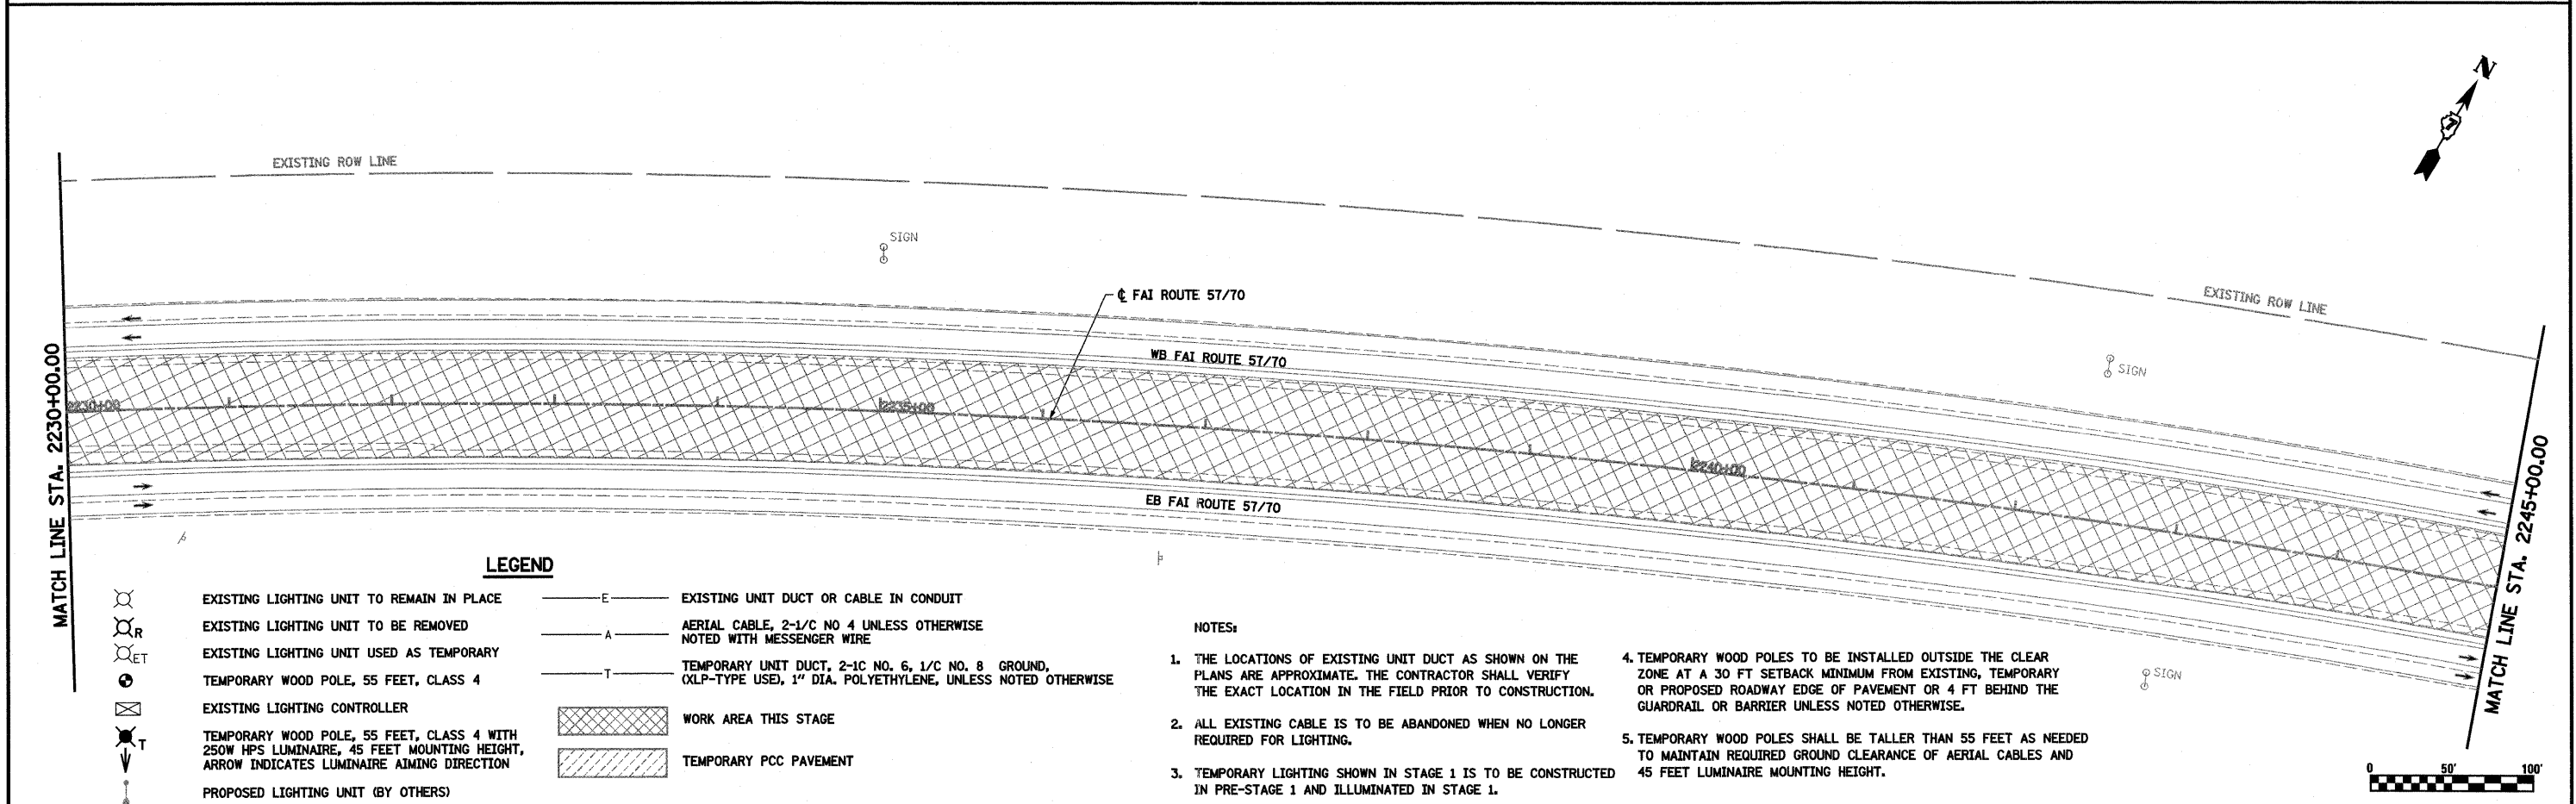 N
7
EXISTING ROW LINE
SIGN
℄ FAI ROUTE 57/70
EXISTING ROW LINE
WB FAI ROUTE 57/70
SIGN
MATCH LINE STA. 2230+00.00
2230+00
2235+00
2240+00
MATCH LINE STA. 2245+00.00
EB FAI ROUTE 57/70
SIGN
LEGEND
EXISTING LIGHTING UNIT TO REMAIN IN PLACE
R EXISTING LIGHTING UNIT TO BE REMOVED
ET EXISTING LIGHTING UNIT USED AS TEMPORARY
TEMPORARY WOOD POLE, 55 FEET, CLASS 4
EXISTING LIGHTING CONTROLLER
T TEMPORARY WOOD POLE, 55 FEET, CLASS 4 WITH
250W HPS LUMINAIRE, 45 FEET MOUNTING HEIGHT,
ARROW INDICATES LUMINAIRE AIMING DIRECTION
PROPOSED LIGHTING UNIT (BY OTHERS)
E EXISTING UNIT DUCT OR CABLE IN CONDUIT
A AERIAL CABLE, 2-1/C NO 4 UNLESS OTHERWISE
NOTED WITH MESSENGER WIRE
T TEMPORARY UNIT DUCT, 2-1C NO. 6, 1/C NO. 8 GROUND,
(XLP-TYPE USE), 1" DIA. POLYETHYLENE, UNLESS NOTED OTHERWISE
WORK AREA THIS STAGE
TEMPORARY PCC PAVEMENT
NOTES:
1. THE LOCATIONS OF EXISTING UNIT DUCT AS SHOWN ON THE
PLANS ARE APPROXIMATE. THE CONTRACTOR SHALL VERIFY
THE EXACT LOCATION IN THE FIELD PRIOR TO CONSTRUCTION.
2. ALL EXISTING CABLE IS TO BE ABANDONED WHEN NO LONGER
REQUIRED FOR LIGHTING.
3. TEMPORARY LIGHTING SHOWN IN STAGE 1 IS TO BE CONSTRUCTED
IN PRE-STAGE 1 AND ILLUMINATED IN STAGE 1.
4. TEMPORARY WOOD POLES TO BE INSTALLED OUTSIDE THE CLEAR
ZONE AT A 30 FT SETBACK MINIMUM FROM EXISTING, TEMPORARY
OR PROPOSED ROADWAY EDGE OF PAVEMENT OR 4 FT BEHIND THE
GUARDRAIL OR BARRIER UNLESS NOTED OTHERWISE.
5. TEMPORARY WOOD POLES SHALL BE TALLER THAN 55 FEET AS NEEDED
TO MAINTAIN REQUIRED GROUND CLEARANCE OF AERIAL CABLES AND
45 FEET LUMINAIRE MOUNTING HEIGHT.
0 50' 100'